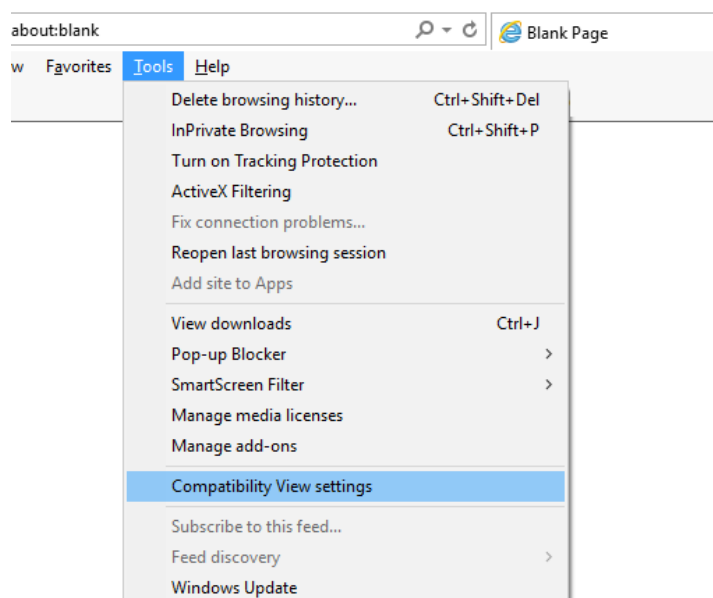 about:blank
Blank Page
w Favorites Tools Help
Delete browsing history... Ctrl+Shift+Del
InPrivate Browsing Ctrl+Shift+P
Turn on Tracking Protection
ActiveX Filtering
Fix connection problems...
Reopen last browsing session
Add site to Apps
View downloads Ctrl+J
Pop-up Blocker
SmartScreen Filter
Manage media licenses
Manage add-ons
Compatibility View settings
Subscribe to this feed...
Feed discovery
Windows Update